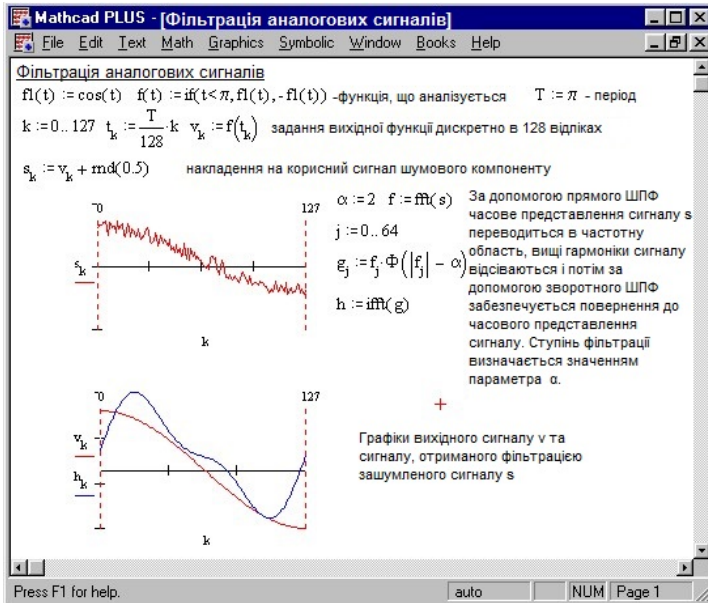 Mathcad PLUS - [Фільтрація аналогових сигналів]
File Edit Text Math Graphics Symbolic Window Books Help
Фільтрація аналогових сигналів
f1(t) := cos(t) f(t) := if(t<π, f1(t), -f1(t)) -функція, що аналізується T := π - період
k := 0.. 127 t_k := T/128·k v_k := f(t_k) задання вихідної функції дискретно в 128 відліках
s_k := v_k + rnd(0.5) накладення на корисний сигнал шумового компоненту
0 127
s_k
k
α := 2 f := fft(s)
j := 0.. 64
g_j := f_j·Φ(|f_j| - α)
h := ifft(g)
За допомогою прямого ШПФ
часове представлення сигналу s
переводиться в частотну
область, вищі гармоніки сигналу
відсіваються і потім за
допомогою зворотного ШПФ
забезпечується повернення до
часового представлення
сигналу. Ступінь фільтрації
визначається значенням
параметра α.
0 127
v_k
h_k
k
Графіки вихідного сигналу v та
сигналу, отриманого фільтрацією
зашумленого сигналу s
Press F1 for help. auto NUM Page 1